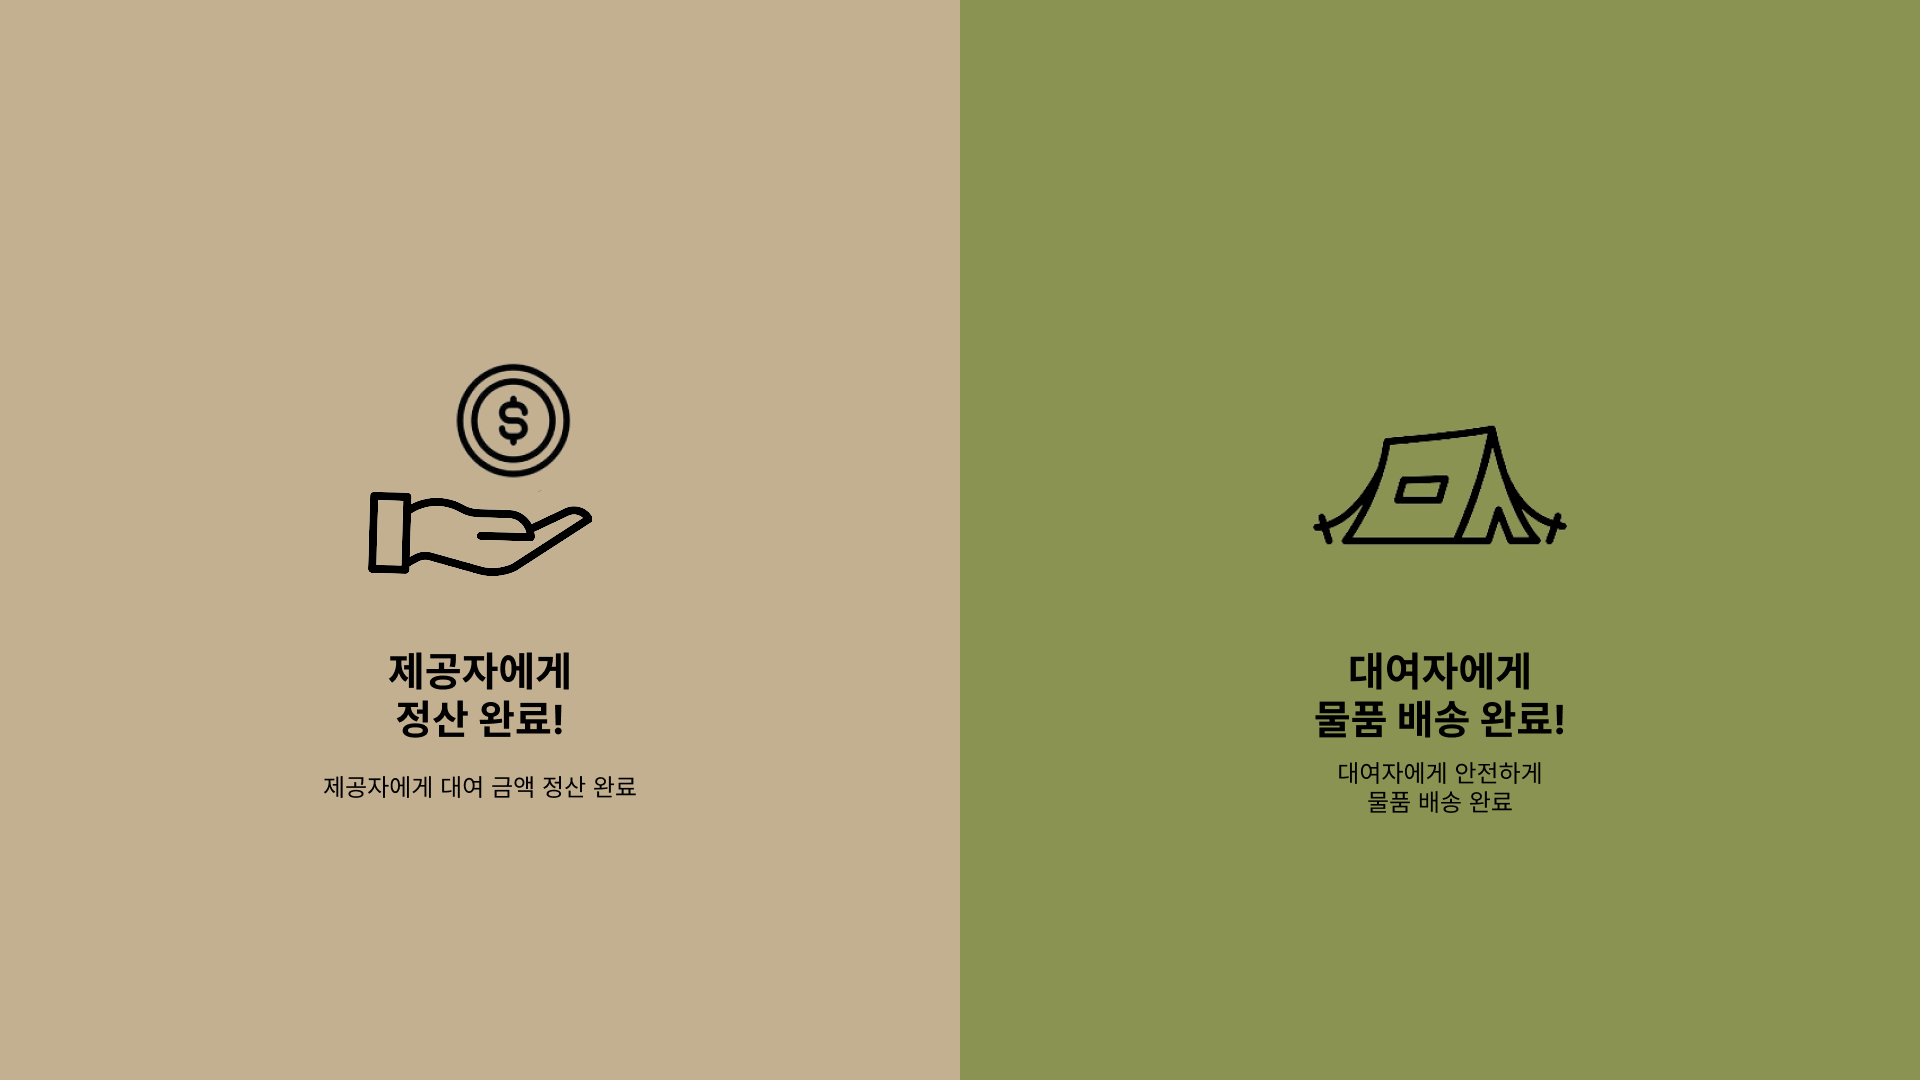 $
제공자에게
정산 완료!
제공자에게 대여 금액 정산 완료
대여자에게
물품 배송 완료!
대여자에게 안전하게
물품 배송 완료